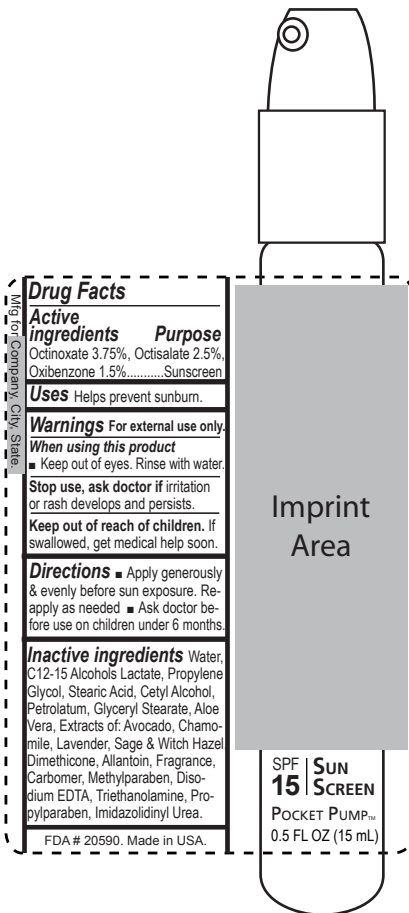 Mfg for Company, City, State.
Drug Facts
Active
ingredients Purpose
Octinoxate 3.75%, Octisalate 2.5%,
Oxibenzone 1.5%...........Sunscreen
Uses Helps prevent sunburn.
Warnings For external use only.
When using this product
■ Keep out of eyes. Rinse with water.
Stop use, ask doctor if irritation
or rash develops and persists.
Keep out of reach of children. If
swallowed, get medical help soon.
Directions ■ Apply generously
& evenly before sun exposure. Re-
apply as needed ■ Ask doctor be-
fore use on children under 6 months.
Inactive ingredients Water,
C12-15 Alcohols Lactate, Propylene
Glycol, Stearic Acid, Cetyl Alcohol,
Petrolatum, Glyceryl Stearate, Aloe
Vera, Extracts of: Avocado, Chamo-
mile, Lavender, Sage & Witch Hazel.
Dimethicone, Allantoin, Fragrance,
Carbomer, Methylparaben, Diso-
dium EDTA, Triethanolamine, Pro-
pylparaben, Imidazolidinyl Urea.
FDA # 20590. Made in USA.
Imprint
Area
SPF 15 | SUN
SCREEN
POCKET PUMP™
0.5 FL OZ (15 mL)